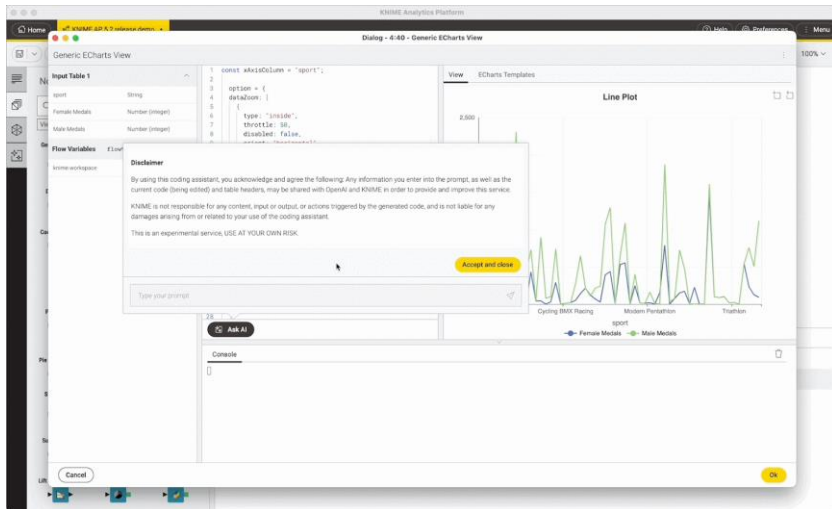 KNIME Analytics Platform
Home
KNIME AP 5.2 release demo
Help
Preferences
Menu
Dialog - 4:40 - Generic ECharts View
100%
Generic ECharts View
Input Table 1
sport String
Female Medals Number (integer)
Male Medals Number (integer)
Flow Variables
knime.workspace
1 const xAxisColumn = "sport";
2
3 option = {
4 dataZoom: [
5 {
6 type: "inside",
7 throttle: 50,
8 disabled: false,
View
ECharts Templates
Line Plot
2,500
Disclaimer
By using this coding assistant, you acknowledge and agree the following: Any information you enter into the prompt, as well as the
current code (being edited) and table headers, may be shared with OpenAI and KNIME in order to provide and improve this service.
KNIME is not responsible for any content, input or output, or actions triggered by the generated code, and is not liable for any
damages arising from or related to your use of the coding assistant.
This is an experimental service, USE AT YOUR OWN RISK.
Accept and close
Type your prompt
Cycling BMX Racing
Modern Pentathlon
Triathlon
sport
Female Medals
Male Medals
Ask AI
Console
Cancel
Ok